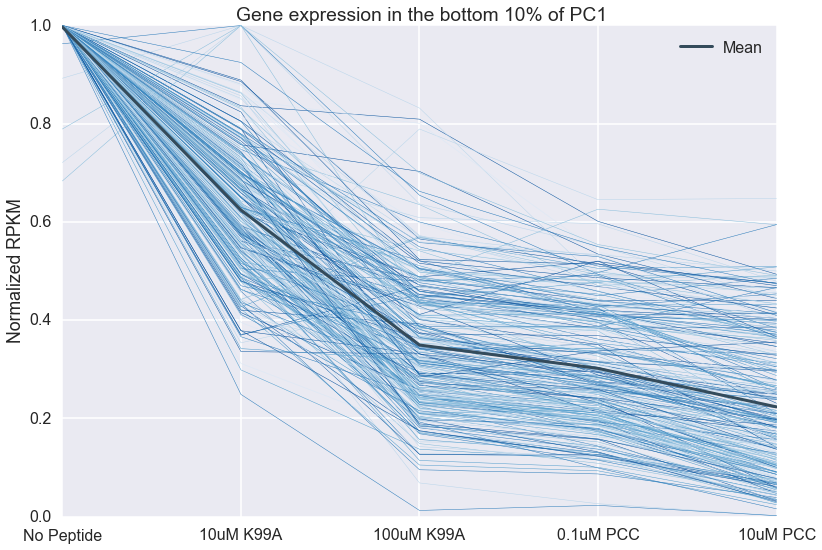 Gene expression in the bottom 10% of PC1
Mean
Normalized RPKM
1.0
0.8
0.6
0.4
0.2
0.0
No Peptide
10uM K99A
100uM K99A
0.1uM PCC
10uM PCC